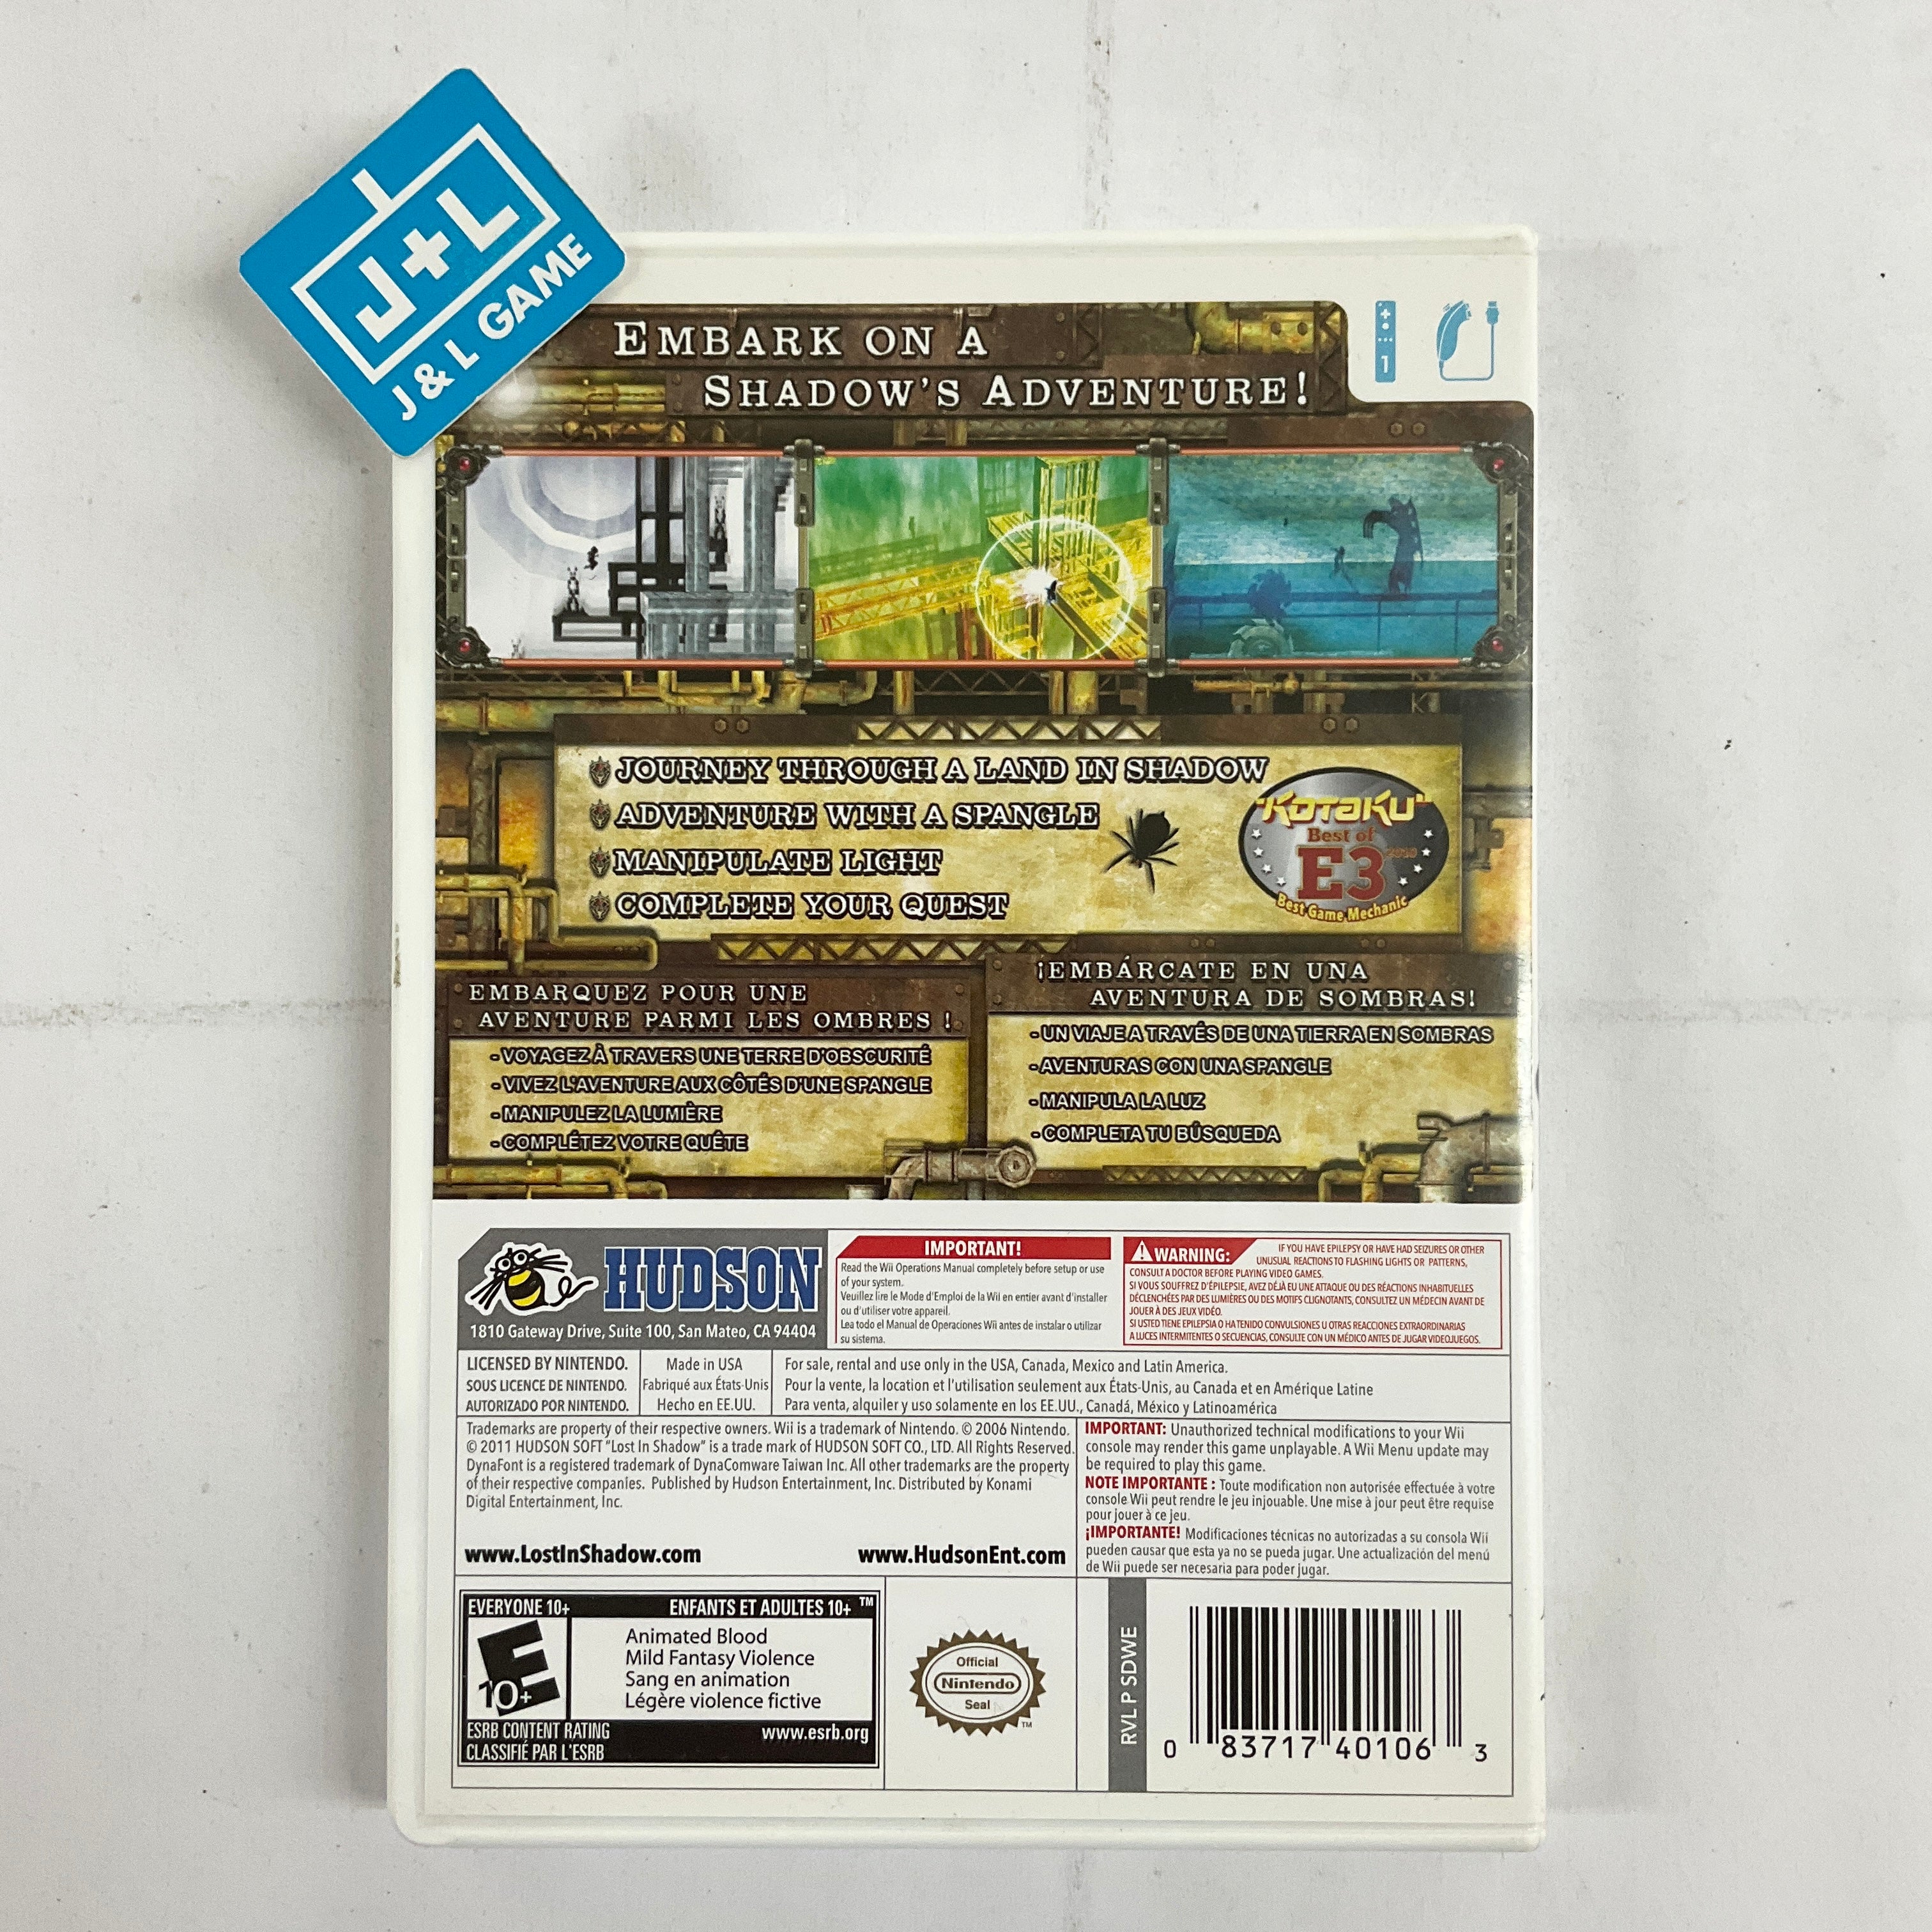 J+L
J & L GAME
EMBARK ON A
SHADOW'S ADVENTURE!
1
JOURNEY THROUGH A LAND IN SHADOW
ADVENTURE WITH A SPANGLE
MANIPULATE LIGHT
COMPLETE YOUR QUEST
KOTAKU
Best of
E3 2010
Best Game Mechanic
EMBARQUEZ POUR UNE
AVENTURE PARMI LES OMBRES !
-VOYAGEZ À TRAVERS UNE TERRE D'OBSCURITÉ
-VIVEZ L'AVENTURE AUX CÔTÉS D'UNE SPANGLE
-MANIPULEZ LA LUMIÈRE
-COMPLÉTEZ VOTRE QUÊTE
¡EMBÁRCATE EN UNA
AVENTURA DE SOMBRAS!
-UN VIAJE A TRAVÉS DE UNA TIERRA EN SOMBRAS
-AVENTURAS CON UNA SPANGLE
-MANIPULA LA LUZ
-COMPLETA TU BÚSQUEDA
HUDSON
1810 Gateway Drive, Suite 100, San Mateo, CA 94404
IMPORTANT!
Read the Wii Operations Manual completely before setup or use
of your system.
Veuillez lire le Mode d'Emploi de la Wii en entier avant d'installer
ou d'utiliser votre appareil.
Lea todo el Manual de Operaciones Wii antes de instalar o utilizar
su sistema.
WARNING: IF YOU HAVE EPILEPSY OR HAVE HAD SEIZURES OR OTHER
UNUSUAL REACTIONS TO FLASHING LIGHTS OR PATTERNS,
CONSULT A DOCTOR BEFORE PLAYING VIDEO GAMES.
SI VOUS SOUFFREZ D'ÉPILEPSIE, AVEZ DÉJÀ EU UNE ATTAQUE OU DES RÉACTIONS INHABITUELLES
DÉCLENCHÉES PAR DES LUMIÈRES OU DES MOTIFS CLIGNOTANTS, CONSULTEZ UN MÉDECIN AVANT DE
JOUER À DES JEUX VIDÉO.
SI USTED TIENE EPILEPSIA O HA TENIDO CONVULSIONES U OTRAS REACCIONES EXTRAORDINARIAS
A LUCES INTERMITENTES O SECUENCIAS, CONSULTE CON UN MÉDICO ANTES DE JUGAR VIDEOJUEGOS.
LICENSED BY NINTENDO.
SOUS LICENCE DE NINTENDO.
AUTORIZADO POR NINTENDO.
Made in USA
Fabriqué aux États-Unis
Hecho en EE.UU.
For sale, rental and use only in the USA, Canada, Mexico and Latin America.
Pour la vente, la location et l'utilisation seulement aux États-Unis, au Canada et en Amérique Latine
Para venta, alquiler y uso solamente en los EE.UU., Canadá, México y Latinoamérica
Trademarks are property of their respective owners. Wii is a trademark of Nintendo. © 2006 Nintendo.
© 2011 HUDSON SOFT "Lost In Shadow" is a trade mark of HUDSON SOFT CO., LTD. All Rights Reserved.
DynaFont is a registered trademark of DynaComware Taiwan Inc. All other trademarks are the property
of their respective companies. Published by Hudson Entertainment, Inc. Distributed by Konami
Digital Entertainment, Inc.
www.LostInShadow.com
www.HudsonEnt.com
IMPORTANT: Unauthorized technical modifications to your Wii
console may render this game unplayable. A Wii Menu update may
be required to play this game.
NOTE IMPORTANTE : Toute modification non autorisée effectuée à votre
console Wii peut rendre le jeu injouable. Une mise à jour peut être requise
pour jouer à ce jeu.
¡IMPORTANTE! Modificaciones técnicas no autorizadas a su consola Wii
pueden causar que esta ya no se pueda jugar. Une actualización del menú
de Wii puede ser necesaria para poder jugar.
EVERYONE 10+
ENFANTS ET ADULTES 10+ ™
E
10+
Animated Blood
Mild Fantasy Violence
Sang en animation
Légère violence fictive
ESRB CONTENT RATING
CLASSIFIÉ PAR L'ESRB
www.esrb.org
Official
Nintendo
Seal
™
RVL P SDWE
0 83717 40106 3